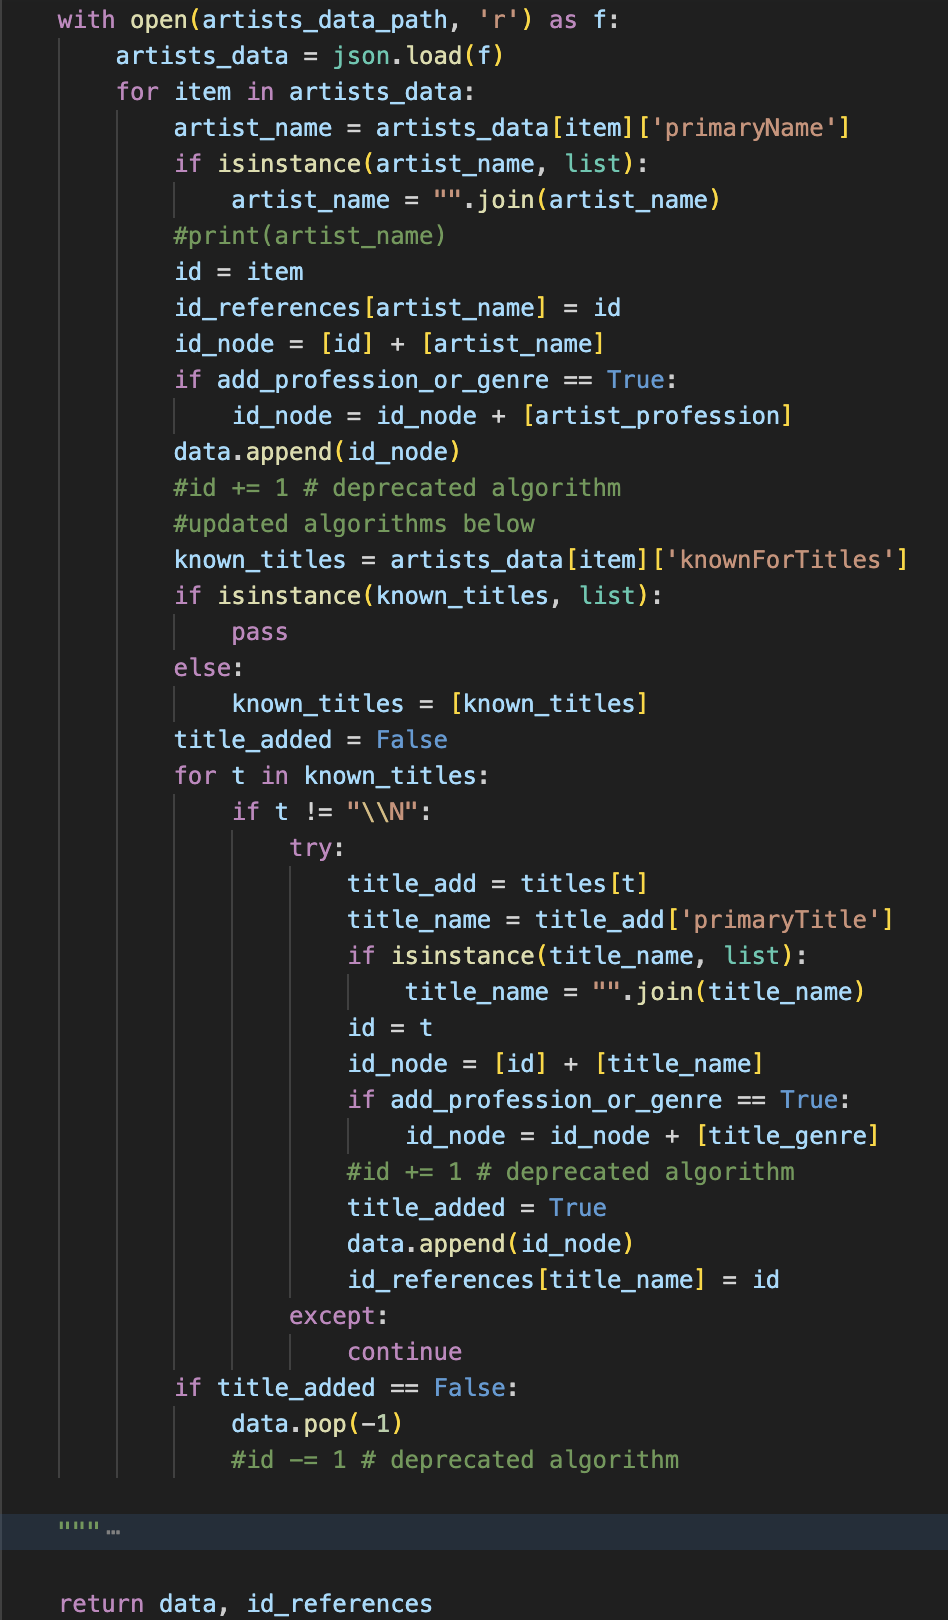 with open(artists_data_path, 'r') as f:
    artists_data = json.load(f)
    for item in artists_data:
        artist_name = artists_data[item]['primaryName']
        if isinstance(artist_name, list):
            artist_name = "".join(artist_name)
        #print(artist_name)
        id = item
        id_references[artist_name] = id
        id_node = [id] + [artist_name]
        if add_profession_or_genre == True:
            id_node = id_node + [artist_profession]
        data.append(id_node)
        #id += 1 # deprecated algorithm
        #updated algorithms below
        known_titles = artists_data[item]['knownForTitles']
        if isinstance(known_titles, list):
            pass
        else:
            known_titles = [known_titles]
        title_added = False
        for t in known_titles:
            if t != "\\N":
                try:
                    title_add = titles[t]
                    title_name = title_add['primaryTitle']
                    if isinstance(title_name, list):
                        title_name = "".join(title_name)
                    id = t
                    id_node = [id] + [title_name]
                    if add_profession_or_genre == True:
                        id_node = id_node + [title_genre]
                    #id += 1 # deprecated algorithm
                    title_added = True
                    data.append(id_node)
                    id_references[title_name] = id
                except:
                    continue
        if title_added == False:
            data.pop(-1)
            #id -= 1 # deprecated algorithm
"""…
return data, id_references